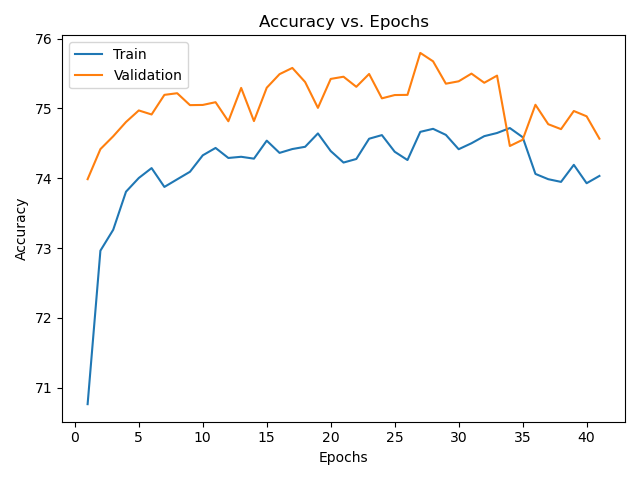 Accuracy vs. Epochs
Train
Validation
76
75
74
73
72
71
Accuracy
0 5 10 15 20 25 30 35 40
Epochs